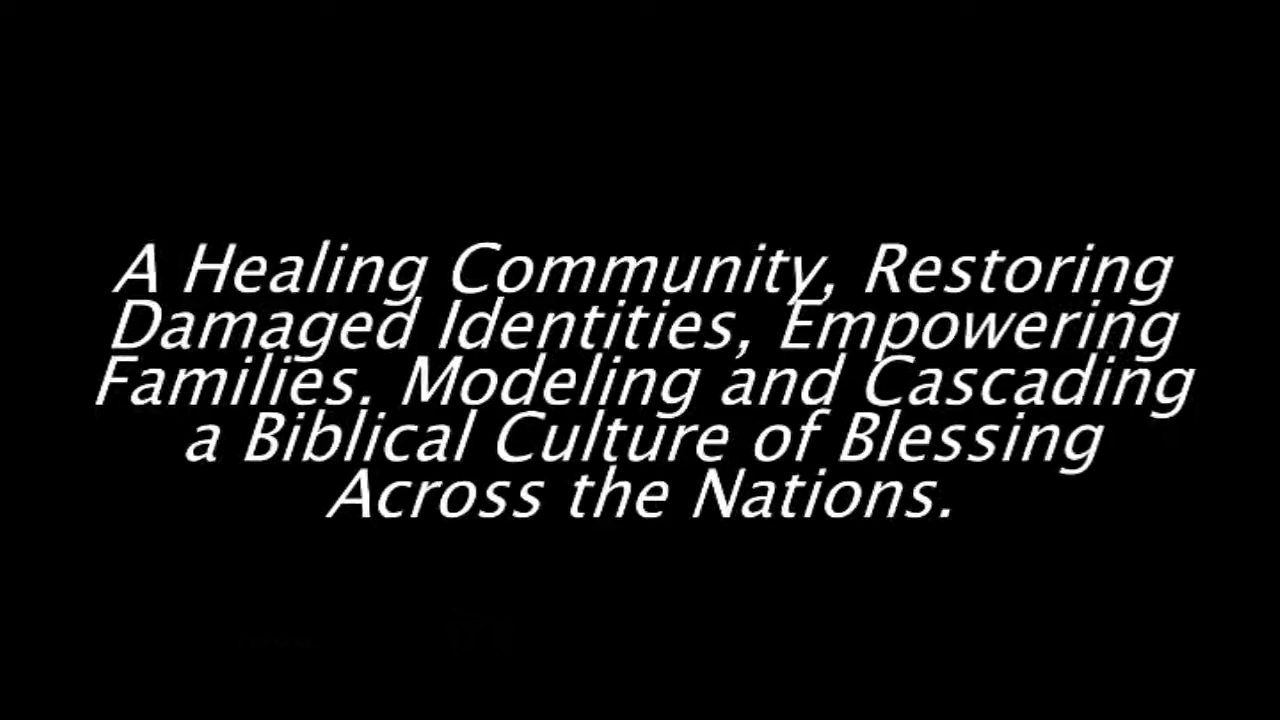 A Healing Community, Restoring
Damaged Identities, Empowering
Families. Modeling and Cascading
a Biblical Culture of Blessing
Across the Nations.